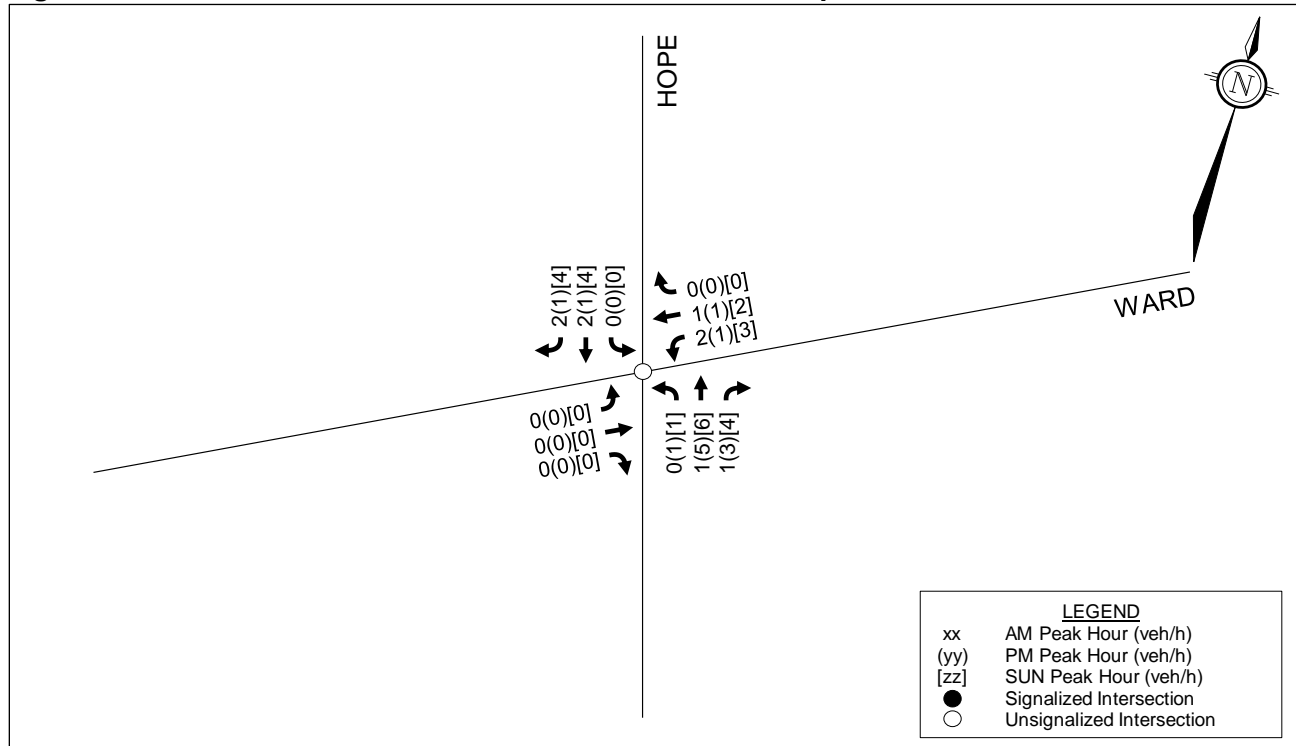 HOPE
N
WARD
2(1)[4]
2(1)[4]
0(0)[0]
0(0)[0]
1(1)[2]
2(1)[3]
0(0)[0]
0(0)[0]
0(0)[0]
0(1)[1]
1(5)[6]
1(3)[4]
LEGEND
xx AM Peak Hour (veh/h)
(yy) PM Peak Hour (veh/h)
[zz] SUN Peak Hour (veh/h)
Signalized Intersection
Unsignalized Intersection